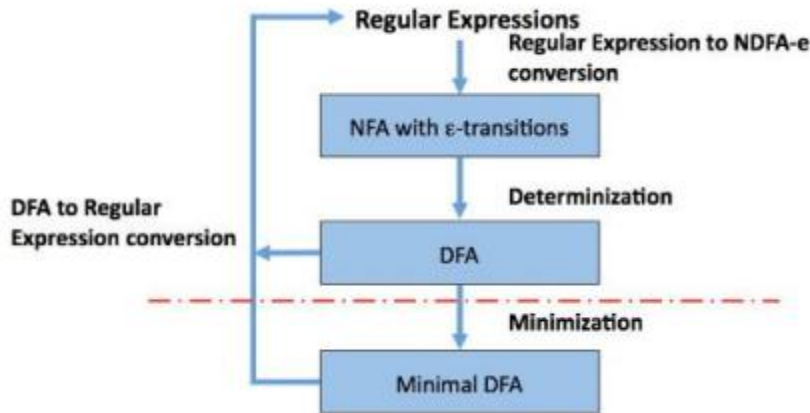 Regular Expressions
Regular Expression to NDFA-e
conversion
NFA with ε-transitions
Determinization
DFA to Regular
Expression conversion
DFA
Minimization
Minimal DFA